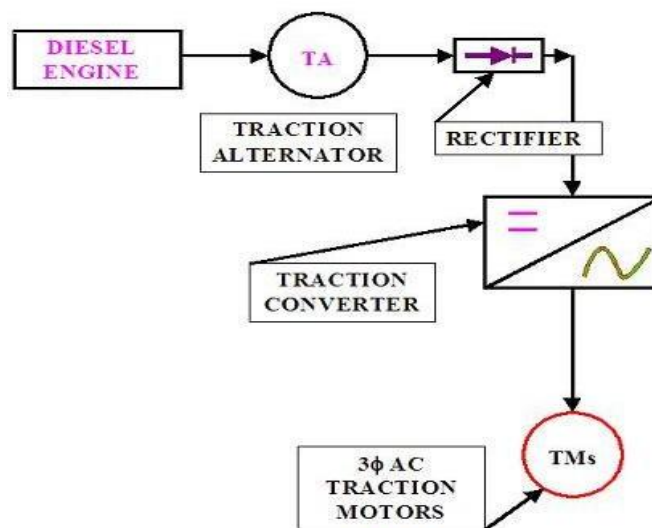 DIESEL
ENGINE
TA
TRACTION
ALTERNATOR
RECTIFIER
TRACTION
CONVERTER
3ϕ AC
TRACTION
MOTORS
TMs